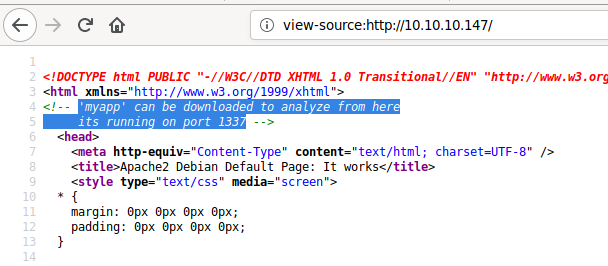 view-source:http://10.10.10.147/
1
2 <!DOCTYPE html PUBLIC "-//W3C//DTD XHTML 1.0 Transitional//EN" "http://www.w3.org
3 <html xmlns="http://www.w3.org/1999/xhtml">
4 <!-- 'myapp' can be downloaded to analyze from here
5 its running on port 1337 -->
6 <head>
7 <meta http-equiv="Content-Type" content="text/html; charset=UTF-8" />
8 <title>Apache2 Debian Default Page: It works</title>
9 <style type="text/css" media="screen">
10 * {
11 margin: 0px 0px 0px 0px;
12 padding: 0px 0px 0px 0px;
13 }
14